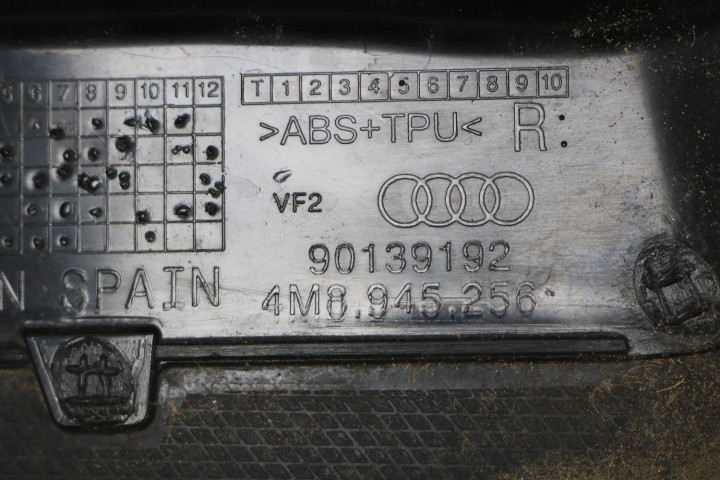 6 7 8 9 10 11 12
T 1 2 3 4 5 6 7 8 9 10
>ABS+TPU< R:
VF2
90139192
N SPAIN
4M8.945.256